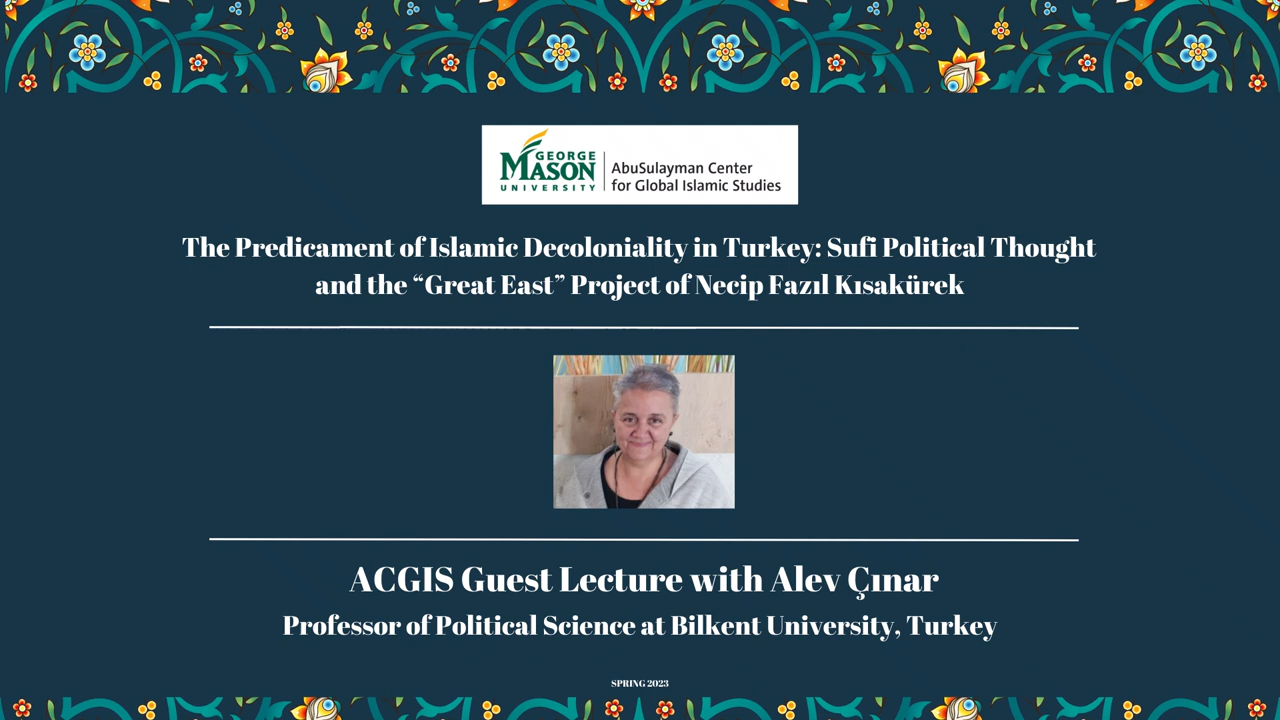 GEORGE
MASON
UNIVERSITY
AbuSulayman Center
for Global Islamic Studies
The Predicament of Islamic Decoloniality in Turkey: Sufi Political Thought
and the “Great East” Project of Necip Fazıl Kısakürek
ACGIS Guest Lecture with Alev Çınar
Professor of Political Science at Bilkent University, Turkey
SPRING 2023